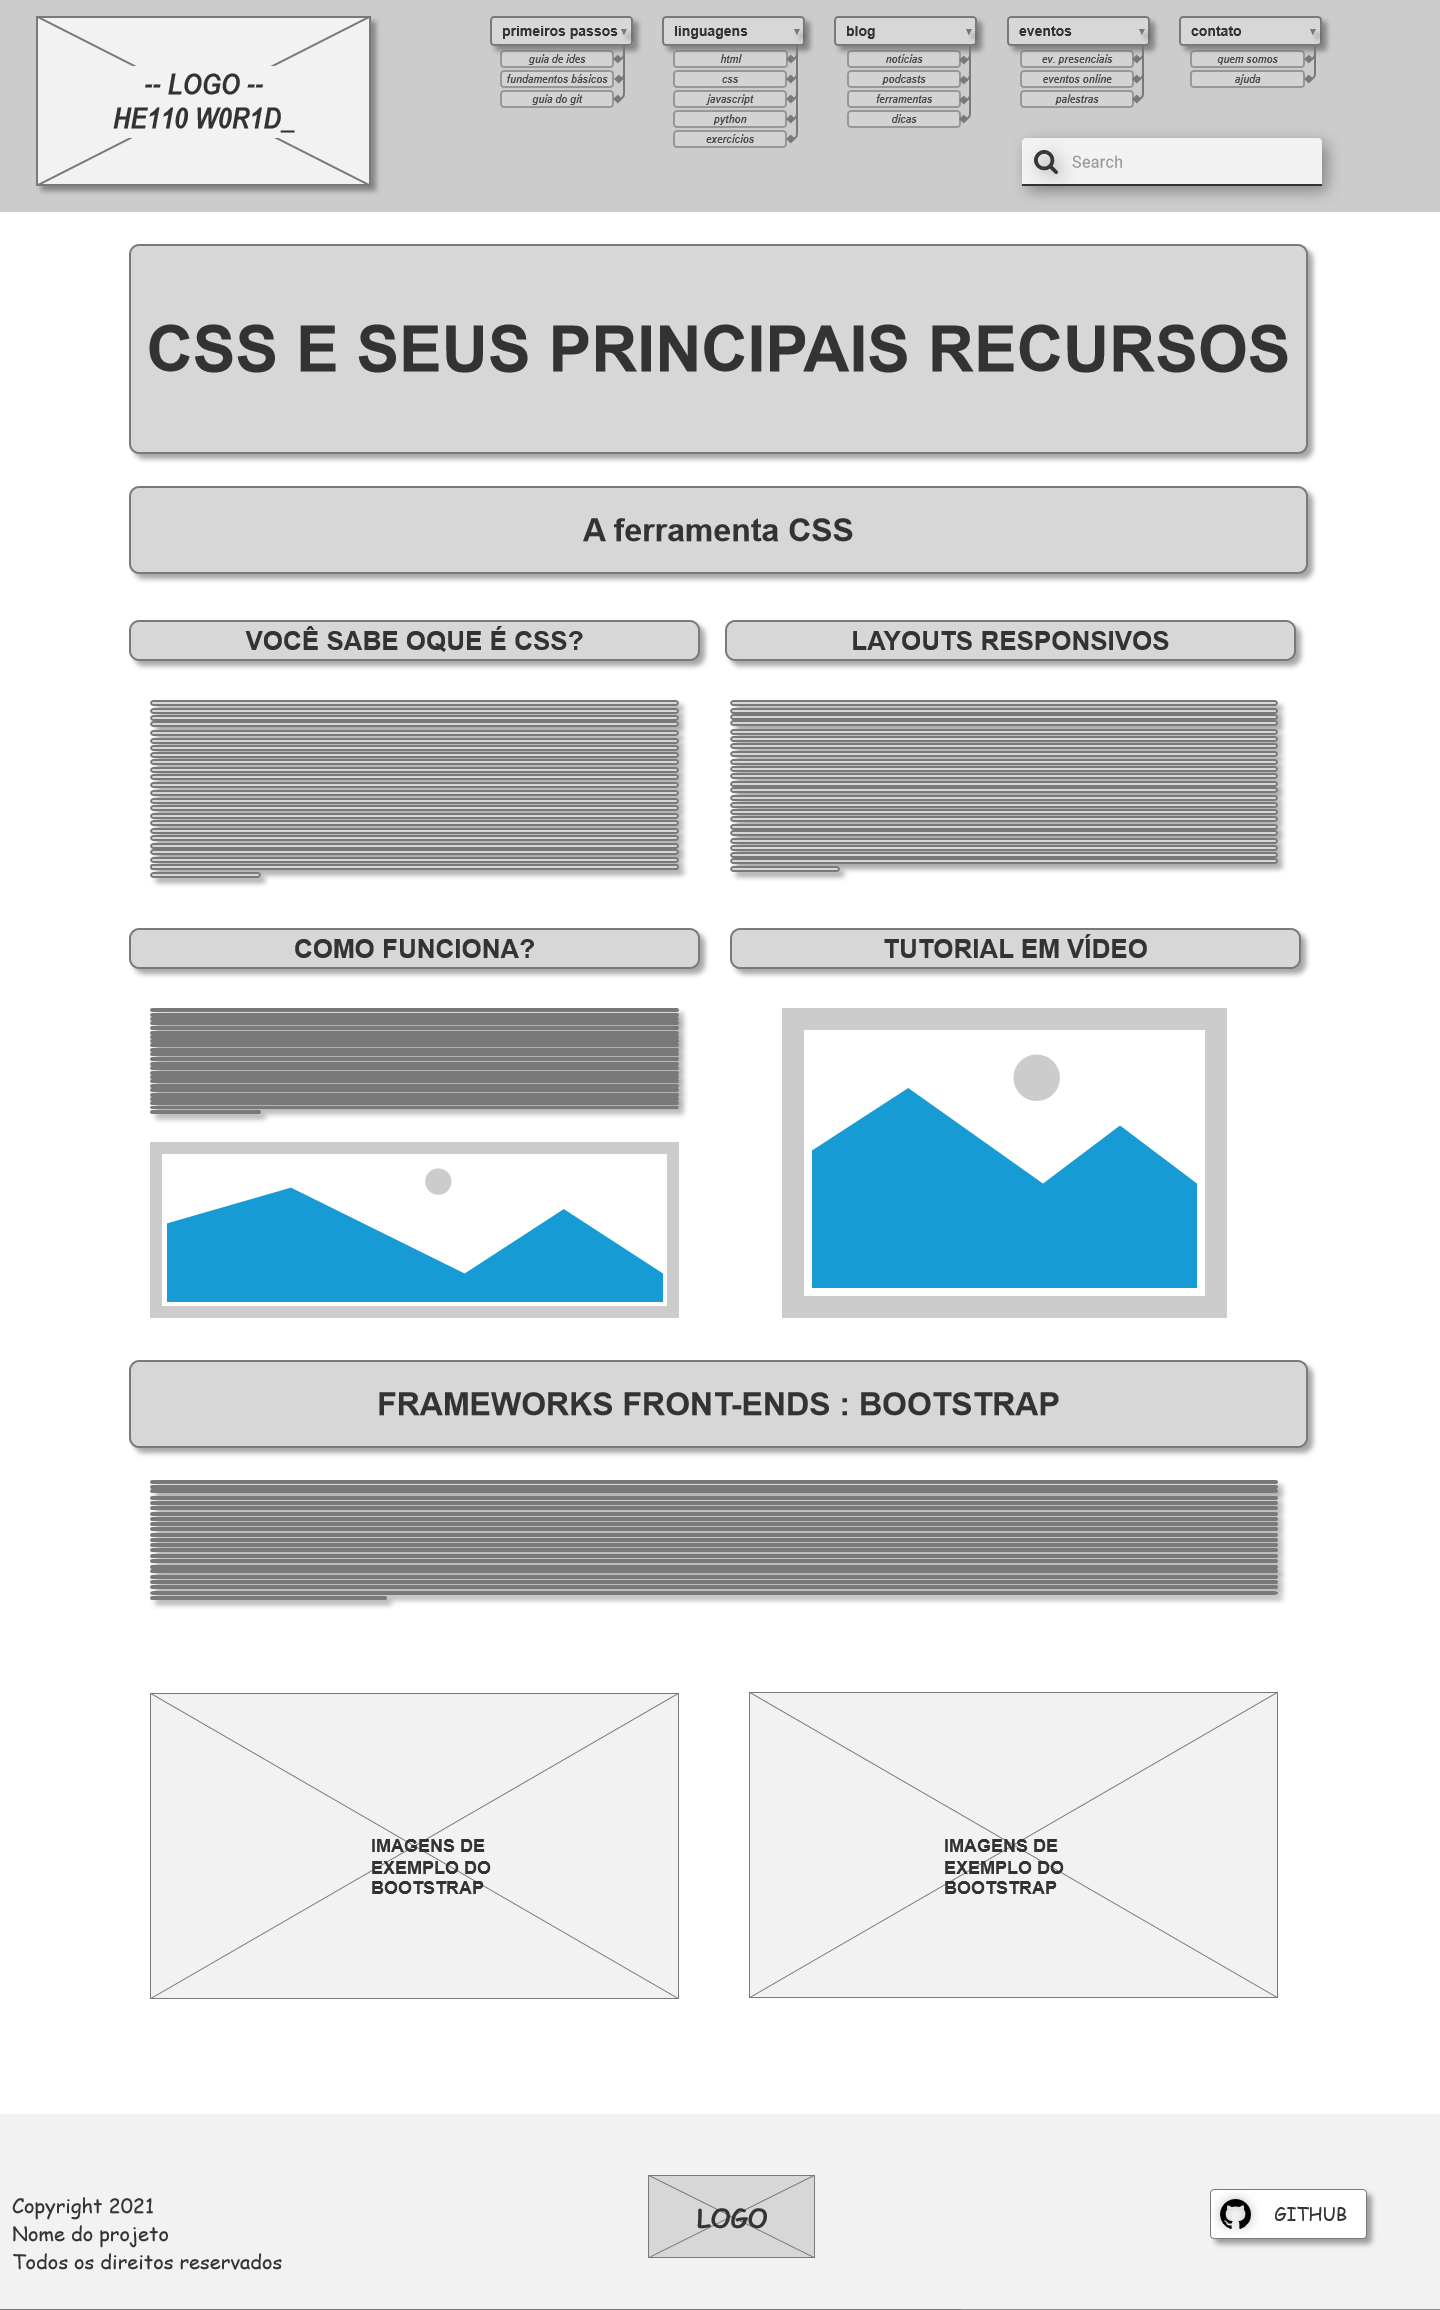 -- LOGO --
HE110 W0R1D_
primeiros passos ▾
guia de ides
fundamentos básicos
guia do git
linguagens ▾
html
css
javascript
python
exercícios
blog ▾
notícias
podcasts
ferramentas
dicas
eventos ▾
ev. presenciais
eventos online
palestras
contato ▾
quem somos
ajuda
Search
CSS E SEUS PRINCIPAIS RECURSOS
A ferramenta CSS
VOCÊ SABE OQUE É CSS?
LAYOUTS RESPONSIVOS
COMO FUNCIONA?
TUTORIAL EM VÍDEO
FRAMEWORKS FRONT-ENDS : BOOTSTRAP
IMAGENS DE
EXEMPLO DO
BOOTSTRAP
IMAGENS DE
EXEMPLO DO
BOOTSTRAP
Copyright 2021
Nome do projeto
Todos os direitos reservados
LOGO
GITHUB